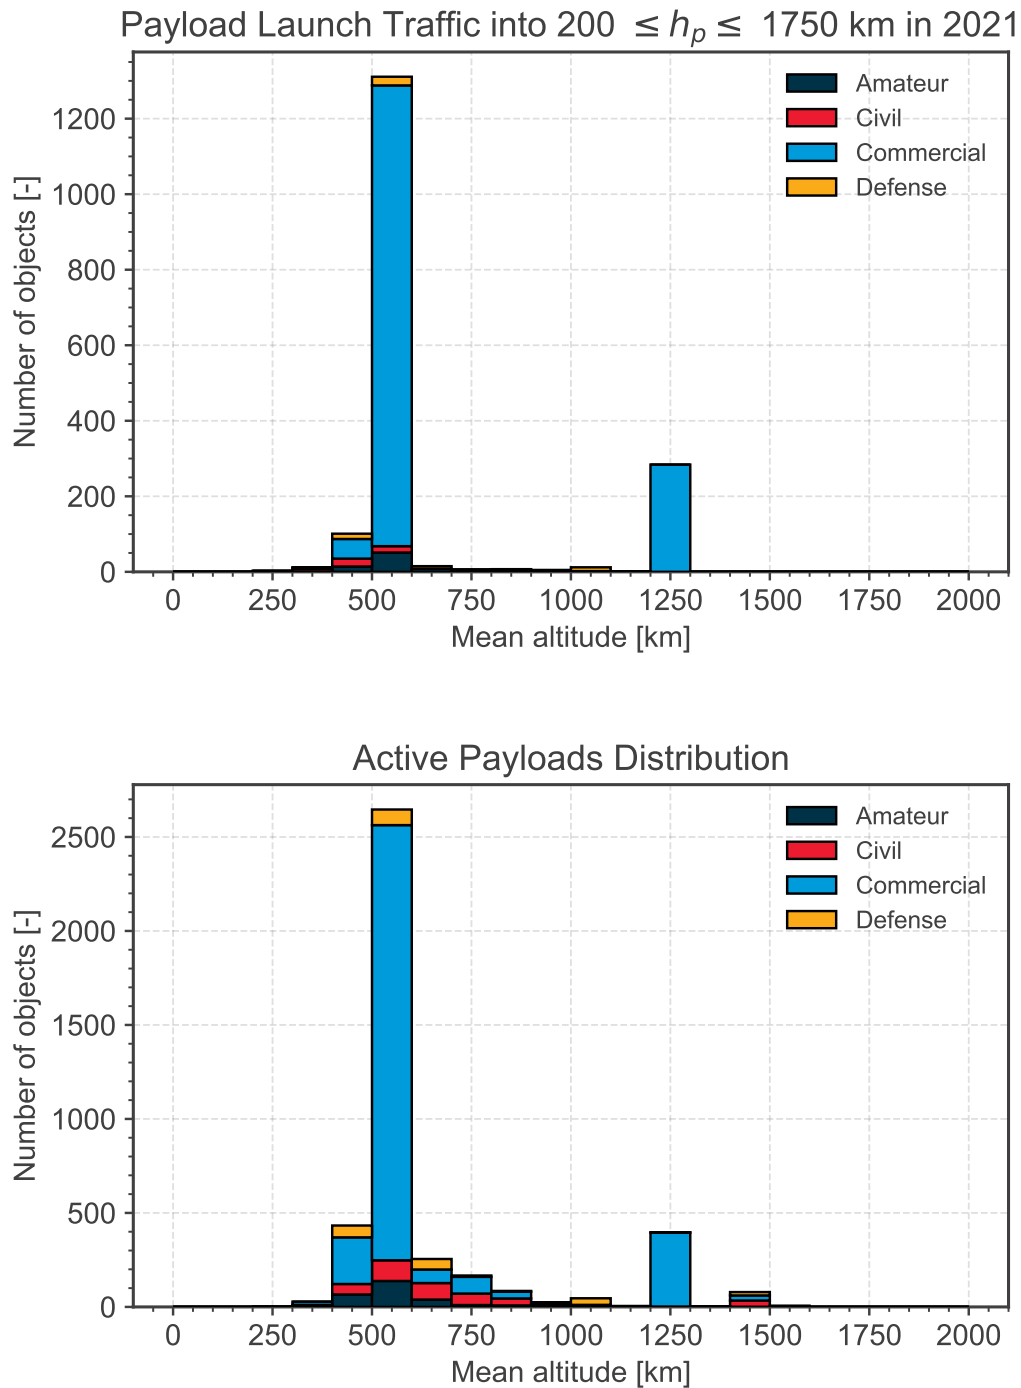 Payload Launch Traffic into 200 ≤ hₚ ≤ 1750 km in 2021
Number of objects [-]
1200
1000
800
600
400
200
0
Amateur
Civil
Commercial
Defense
0 250 500 750 1000 1250 1500 1750 2000
Mean altitude [km]
Active Payloads Distribution
Number of objects [-]
2500
2000
1500
1000
500
0
Amateur
Civil
Commercial
Defense
0 250 500 750 1000 1250 1500 1750 2000
Mean altitude [km]